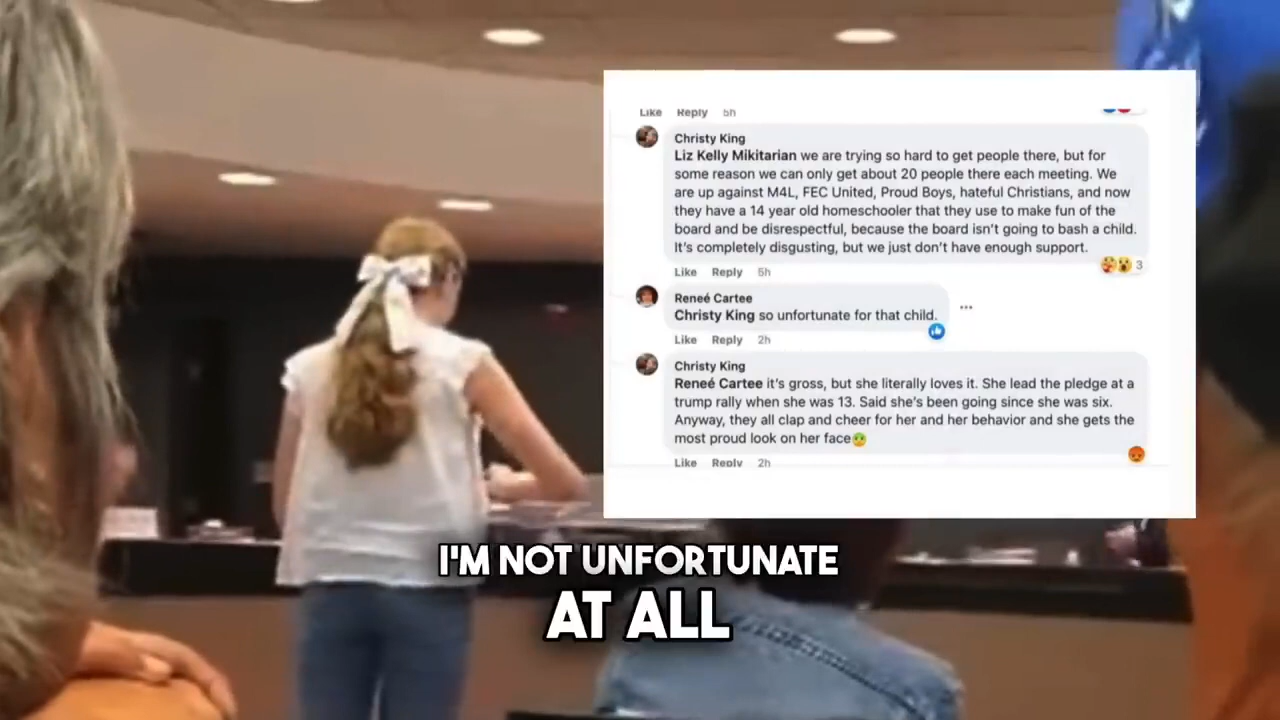 Like Reply 5h
Christy King
Liz Kelly Mikitarian we are trying so hard to get people there, but for
some reason we can only get about 20 people there each meeting. We
are up against M4L, FEC United, Proud Boys, hateful Christians, and now
they have a 14 year old homeschooler that they use to make fun of the
board and be disrespectful, because the board isn't going to bash a child.
It's completely disgusting, but we just don't have enough support.
3
Like Reply 5h
Reneé Cartee
Christy King so unfortunate for that child.
Like Reply 2h
Christy King
Reneé Cartee it's gross, but she literally loves it. She lead the pledge at a
trump rally when she was 13. Said she's been going since she was six.
Anyway, they all clap and cheer for her and her behavior and she gets the
most proud look on her face🤢
Like Reply 2h
I'M NOT UNFORTUNATE
AT ALL